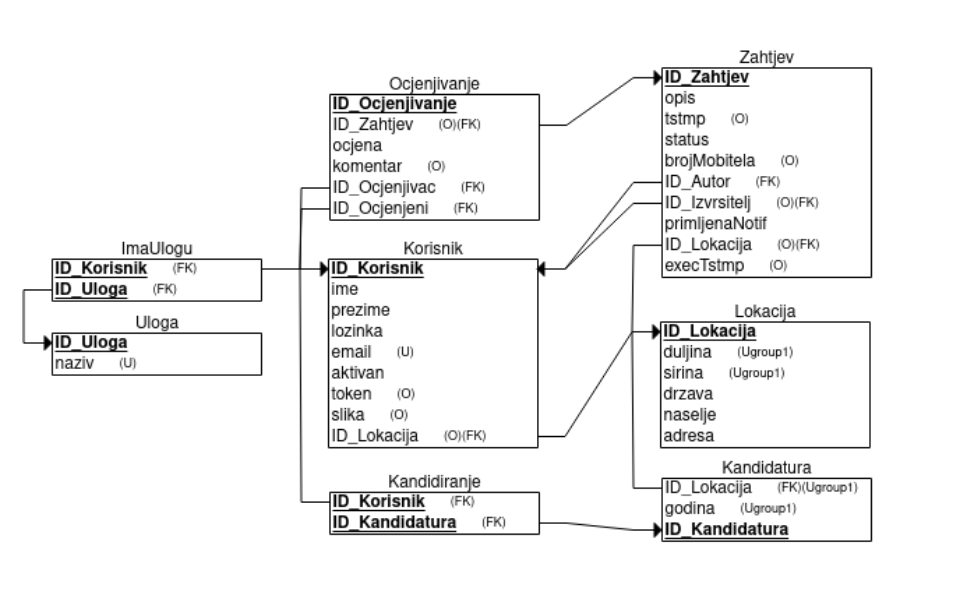 Ocjenjivanje
ID_Ocjenjivanje
ID_Zahtjev (O)(FK)
ocjena
komentar (O)
ID_Ocjenjivac (FK)
ID_Ocjenjeni (FK)
Zahtjev
ID_Zahtjev
opis
tstmp (O)
status
brojMobitela (O)
ID_Autor (FK)
ID_Izvrsitelj (O)(FK)
primljenaNotif
ID_Lokacija (O)(FK)
execTstmp (O)
ImaUlogu
ID_Korisnik (FK)
ID_Uloga (FK)
Uloga
ID_Uloga
naziv (U)
Korisnik
ID_Korisnik
ime
prezime
lozinka
email (U)
aktivan
token (O)
slika (O)
ID_Lokacija (O)(FK)
Lokacija
ID_Lokacija
duljina (Ugroup1)
sirina (Ugroup1)
drzava
naselje
adresa
Kandidiranje
ID_Korisnik (FK)
ID_Kandidatura (FK)
Kandidatura
ID_Lokacija (FK)(Ugroup1)
godina (Ugroup1)
ID_Kandidatura